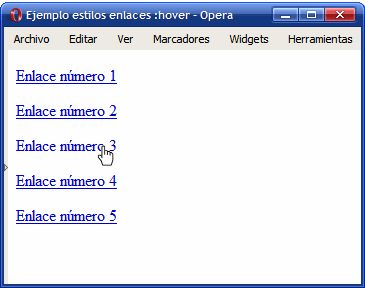 Ejemplo estilos enlaces :hover - Opera
Archivo Editar Ver Marcadores Widgets Herramientas
Enlace número 1
Enlace número 2
Enlace número 3
Enlace número 4
Enlace número 5